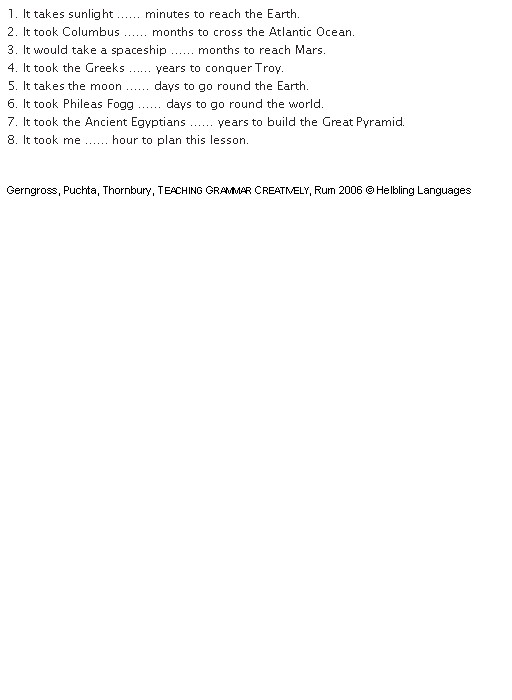 1. It takes sunlight ...... minutes to reach the Earth.
2. It took Columbus ...... months to cross the Atlantic Ocean.
3. It would take a spaceship ...... months to reach Mars.
4. It took the Greeks ...... years to conquer Troy.
5. It takes the moon ...... days to go round the Earth.
6. It took Phileas Fogg ...... days to go round the world.
7. It took the Ancient Egyptians ...... years to build the Great Pyramid.
8. It took me ...... hour to plan this lesson.
Gerngross, Puchta, Thornbury, TEACHING GRAMMAR CREATIVELY, Rum 2006 © Helbling Languages